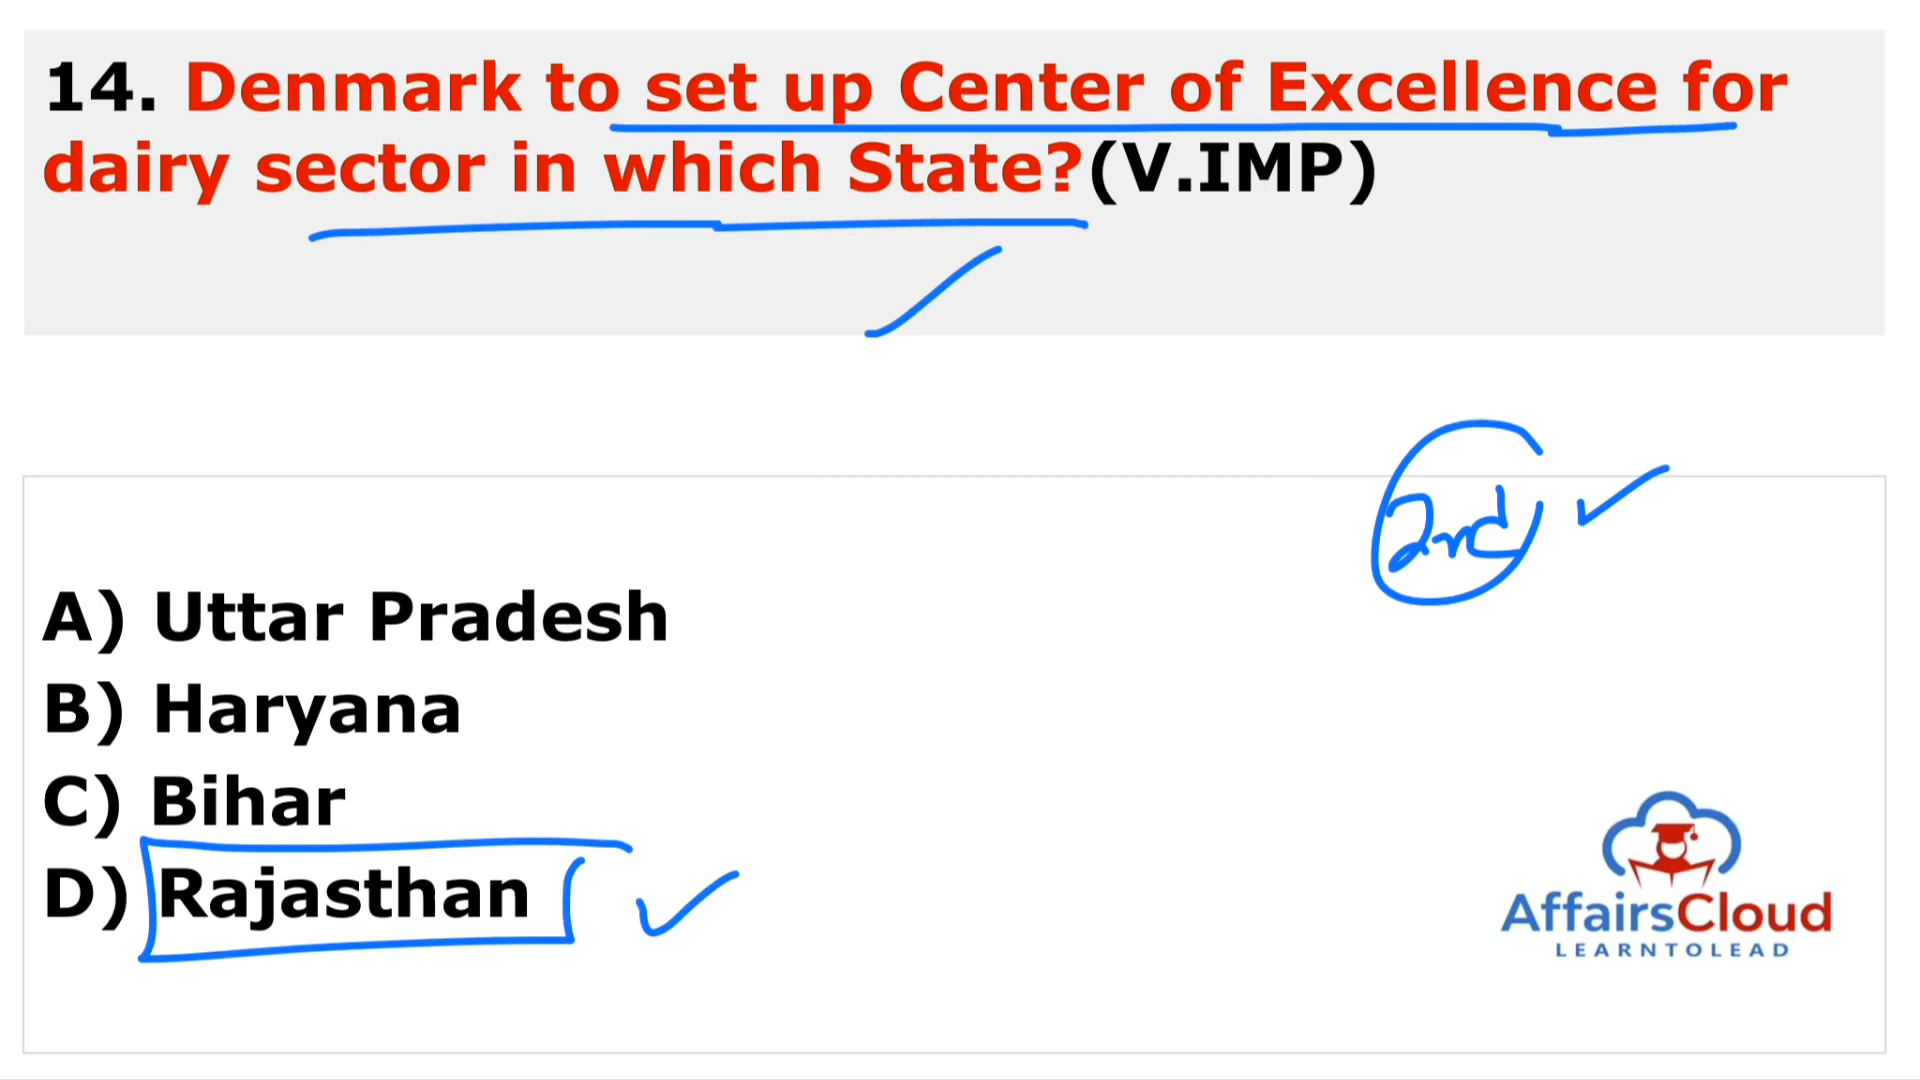 14. Denmark to set up Center of Excellence for
dairy sector in which State?(V.IMP)
2nd
A) Uttar Pradesh
B) Haryana
C) Bihar
D) Rajasthan
AffairsCloud
LEARNTOLEAD